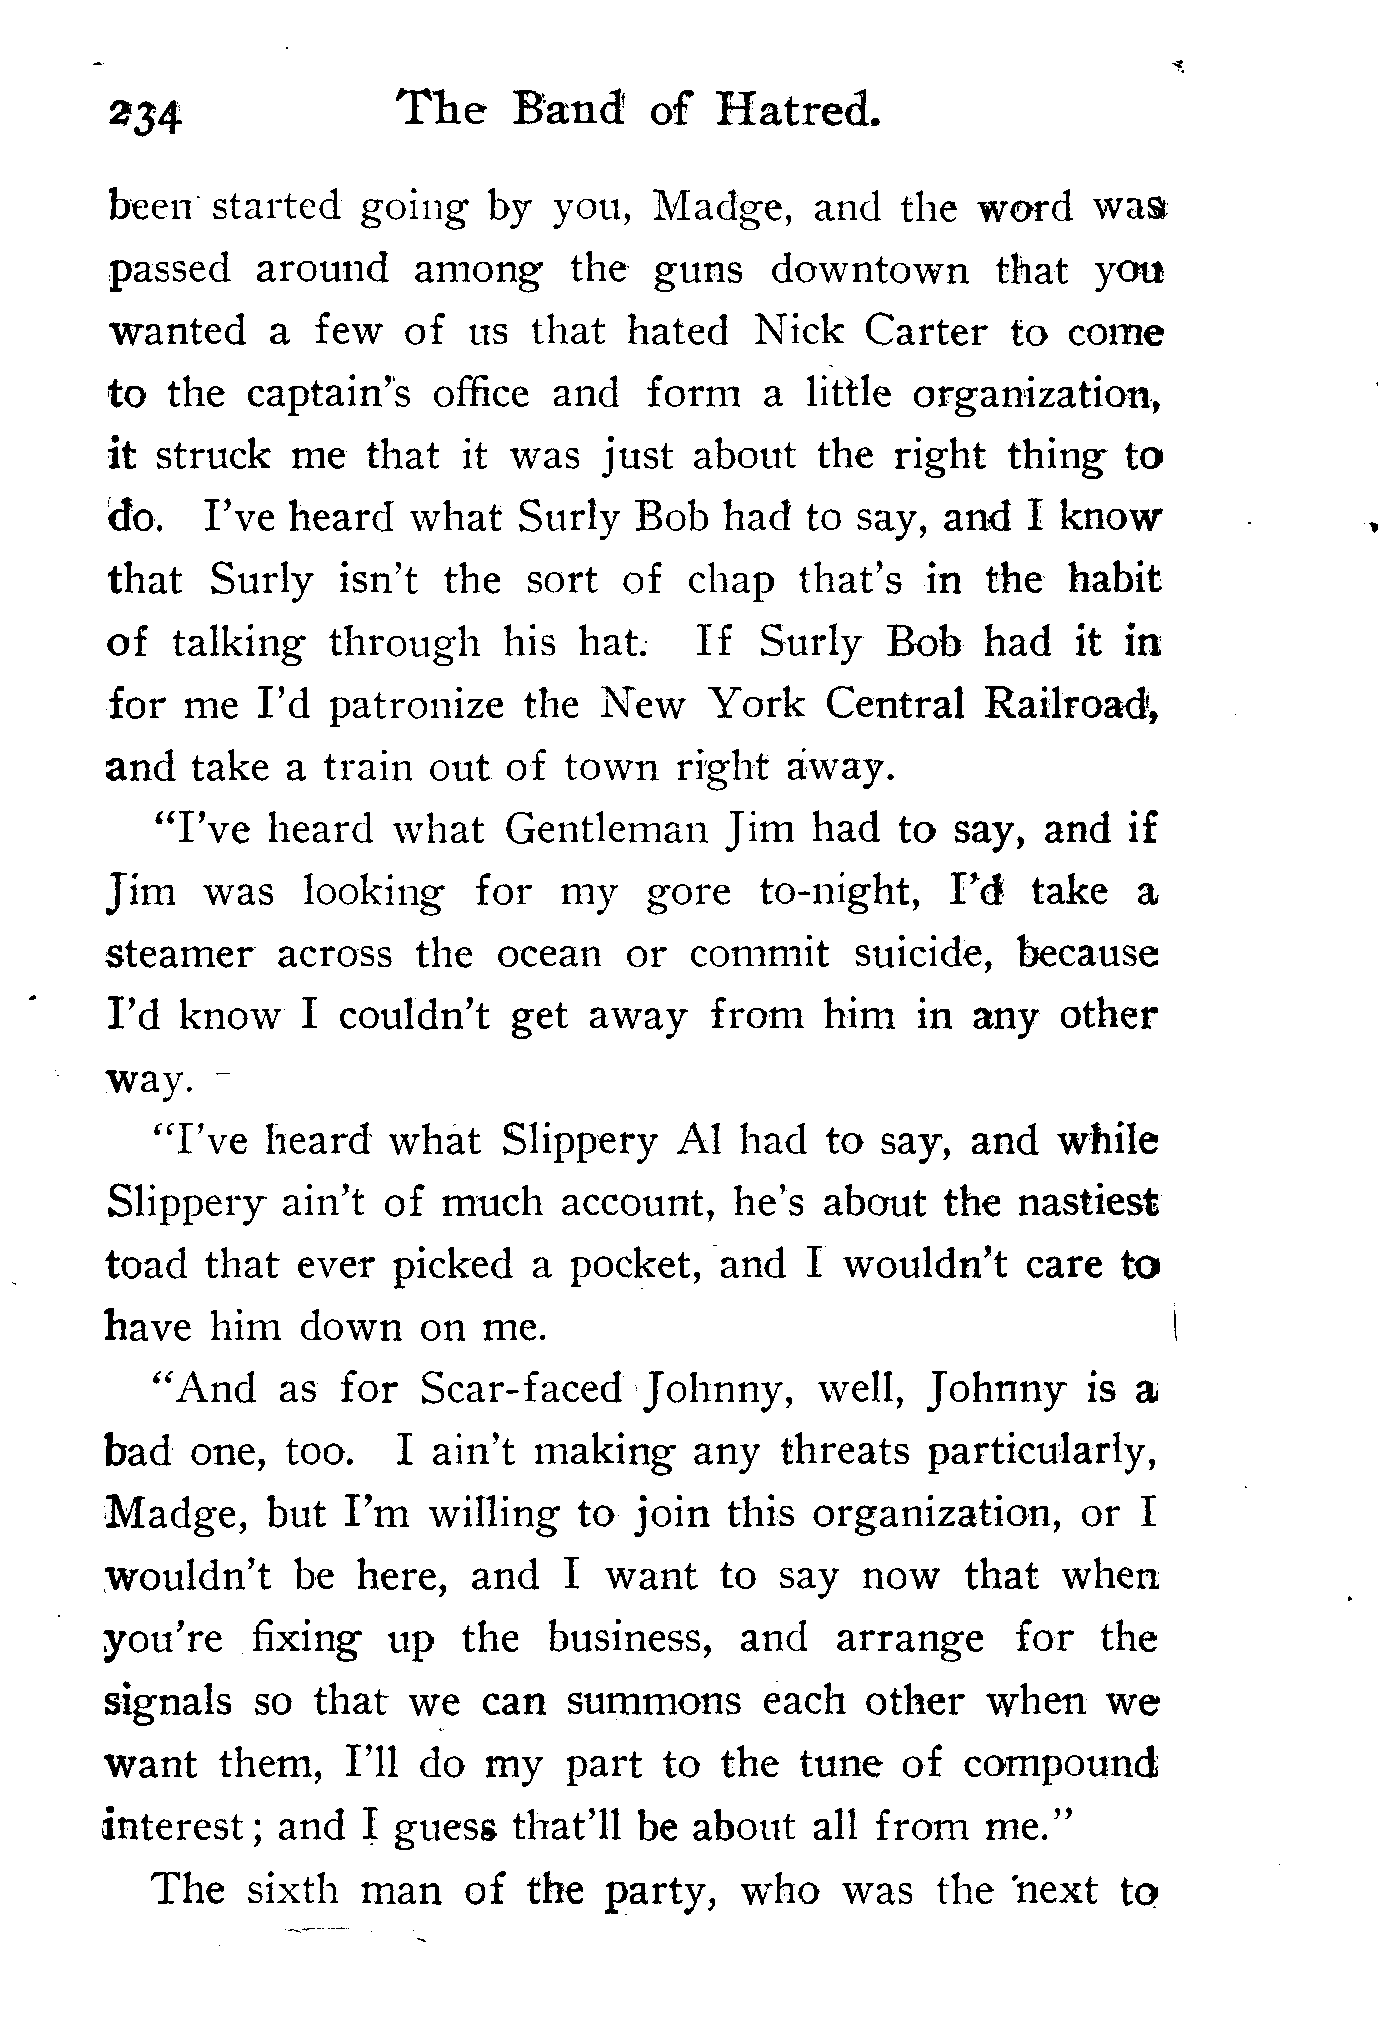 234 The Band of Hatred.
been started going by you, Madge, and the word was
passed around among the guns downtown that you
wanted a few of us that hated Nick Carter to come
to the captain's office and form a little organization,
it struck me that it was just about the right thing to
do. I've heard what Surly Bob had to say, and I know
that Surly isn't the sort of chap that's in the habit
of talking through his hat. If Surly Bob had it in
for me I'd patronize the New York Central Railroad,
and take a train out of town right away.
"I've heard what Gentleman Jim had to say, and if
Jim was looking for my gore to-night, I'd take a
steamer across the ocean or commit suicide, because
I'd know I couldn't get away from him in any other
way.
"I've heard what Slippery Al had to say, and while
Slippery ain't of much account, he's about the nastiest
toad that ever picked a pocket, and I wouldn't care to
have him down on me.
"And as for Scar-faced Johnny, well, Johnny is a
bad one, too. I ain't making any threats particularly,
Madge, but I'm willing to join this organization, or I
wouldn't be here, and I want to say now that when
you're fixing up the business, and arrange for the
signals so that we can summons each other when we
want them, I'll do my part to the tune of compound
interest; and I guess that'll be about all from me."
The sixth man of the party, who was the next to